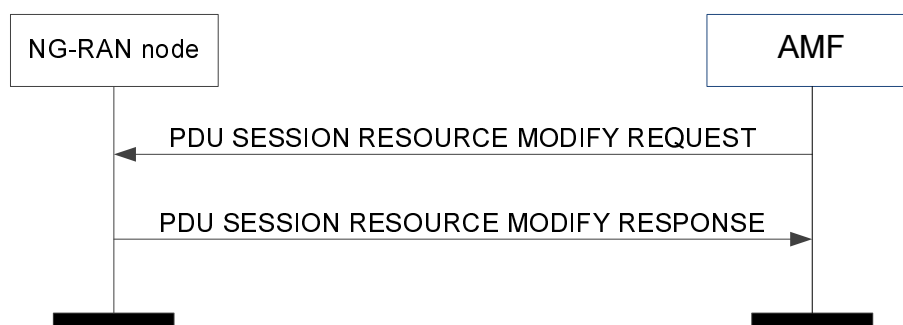 NG-RAN node
AMF
PDU SESSION RESOURCE MODIFY REQUEST
PDU SESSION RESOURCE MODIFY RESPONSE